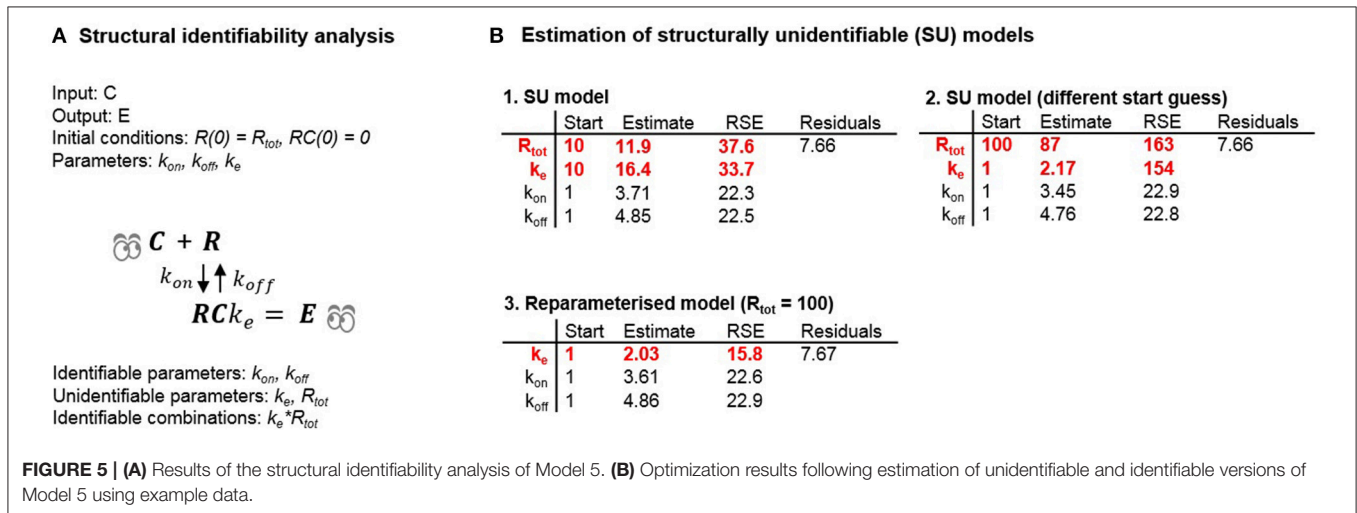 A Structural identifiability analysis
Input: C
Output: E
Initial conditions: R(0) = Rtot, RC(0) = 0
Parameters: kon, koff, ke
C + R
kon koff
RCke = E
Identifiable parameters: kon, koff
Unidentifiable parameters: ke, Rtot
Identifiable combinations: ke*Rtot
B Estimation of structurally unidentifiable (SU) models
1. SU model
Start Estimate RSE Residuals
Rtot 10 11.9 37.6 7.66
ke 10 16.4 33.7
kon 1 3.71 22.3
koff 1 4.85 22.5
2. SU model (different start guess)
Start Estimate RSE Residuals
Rtot 100 87 163 7.66
ke 1 2.17 154
kon 1 3.45 22.9
koff 1 4.76 22.8
3. Reparameterised model (Rtot = 100)
Start Estimate RSE Residuals
ke 1 2.03 15.8 7.67
kon 1 3.61 22.6
koff 1 4.86 22.9
FIGURE 5 | (A) Results of the structural identifiability analysis of Model 5. (B) Optimization results following estimation of unidentifiable and identifiable versions of
Model 5 using example data.